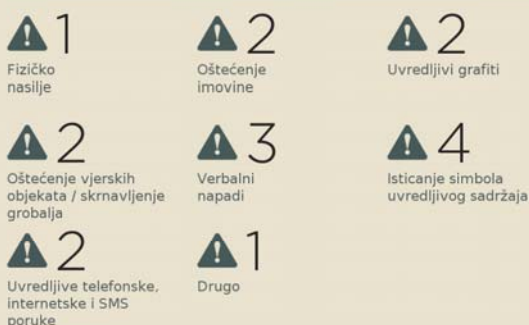 1
Fizičko
nasilje
2
Oštećenje
imovine
2
Uvredljivi grafiti
2
Oštećenje vjerskih
objekata / skrnavljenje
grobalja
3
Verbalni
napadi
4
Isticanje simbola
uvredljivog sadržaja
2
Uvredljive telefonske,
internetske i SMS
poruke
1
Drugo